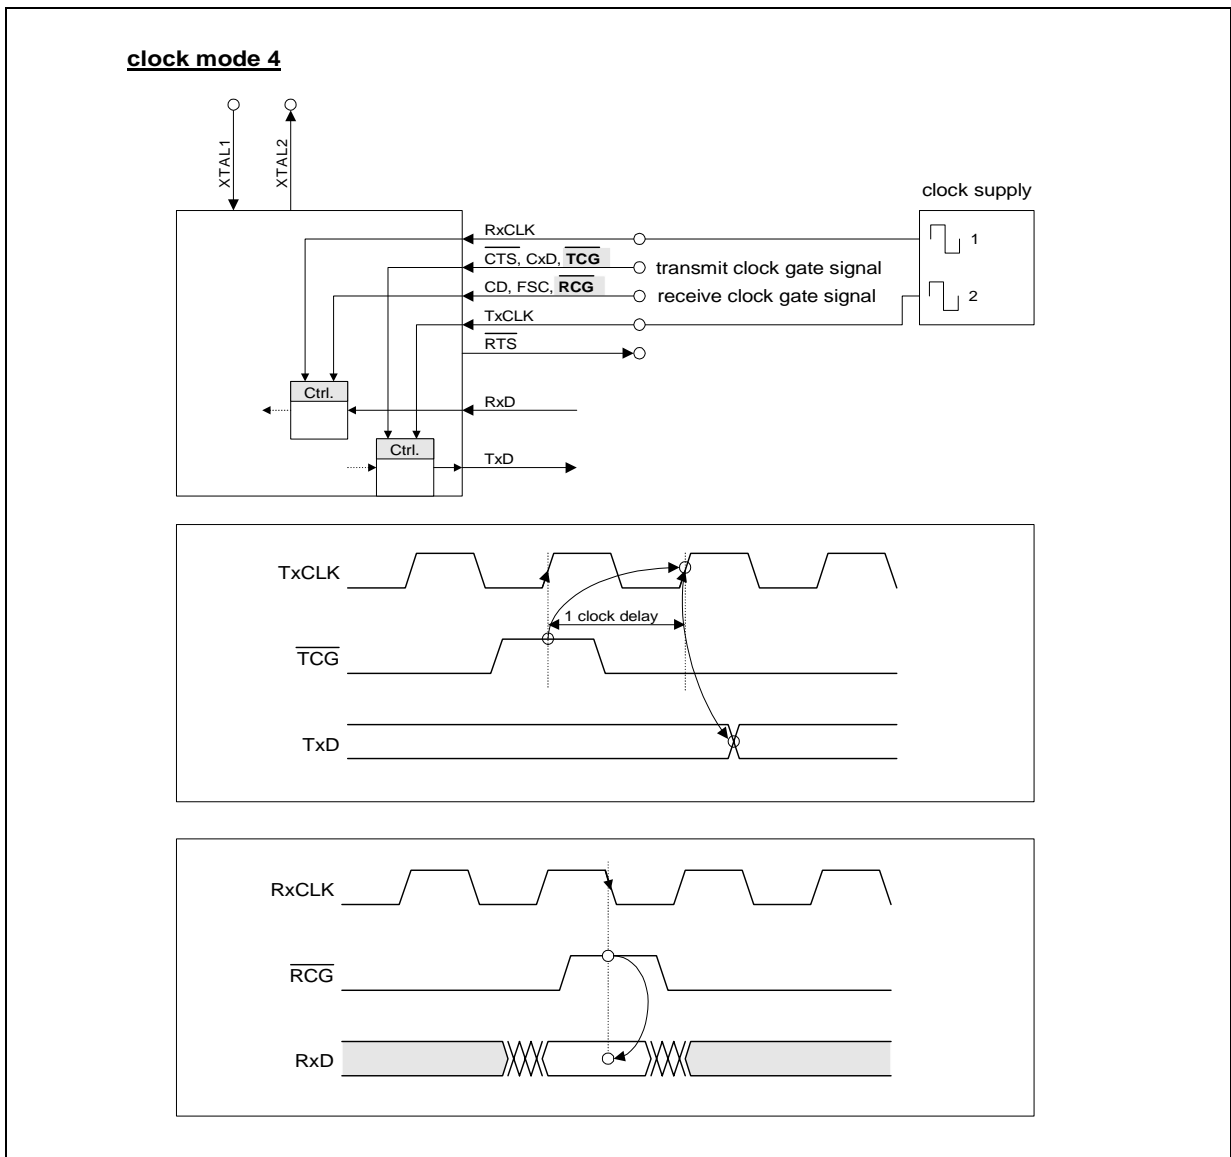 clock mode 4
XTAL1
XTAL2
clock supply
RxCLK
1
CTS, CxD, TCG
transmit clock gate signal
CD, FSC, RCG
receive clock gate signal
2
TxCLK
RTS
Ctrl.
RxD
Ctrl.
TxD
TxCLK
1 clock delay
TCG
TxD
RxCLK
RCG
RxD